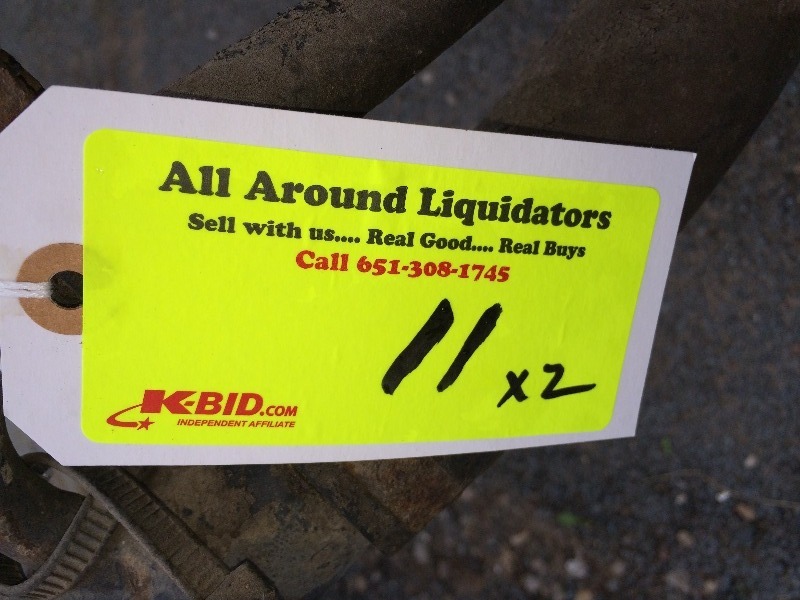 All Around Liquidators
Sell with us.... Real Good.... Real Buys
Call 651-308-1745
11 x2
K-BID.COM
INDEPENDENT AFFILIATE